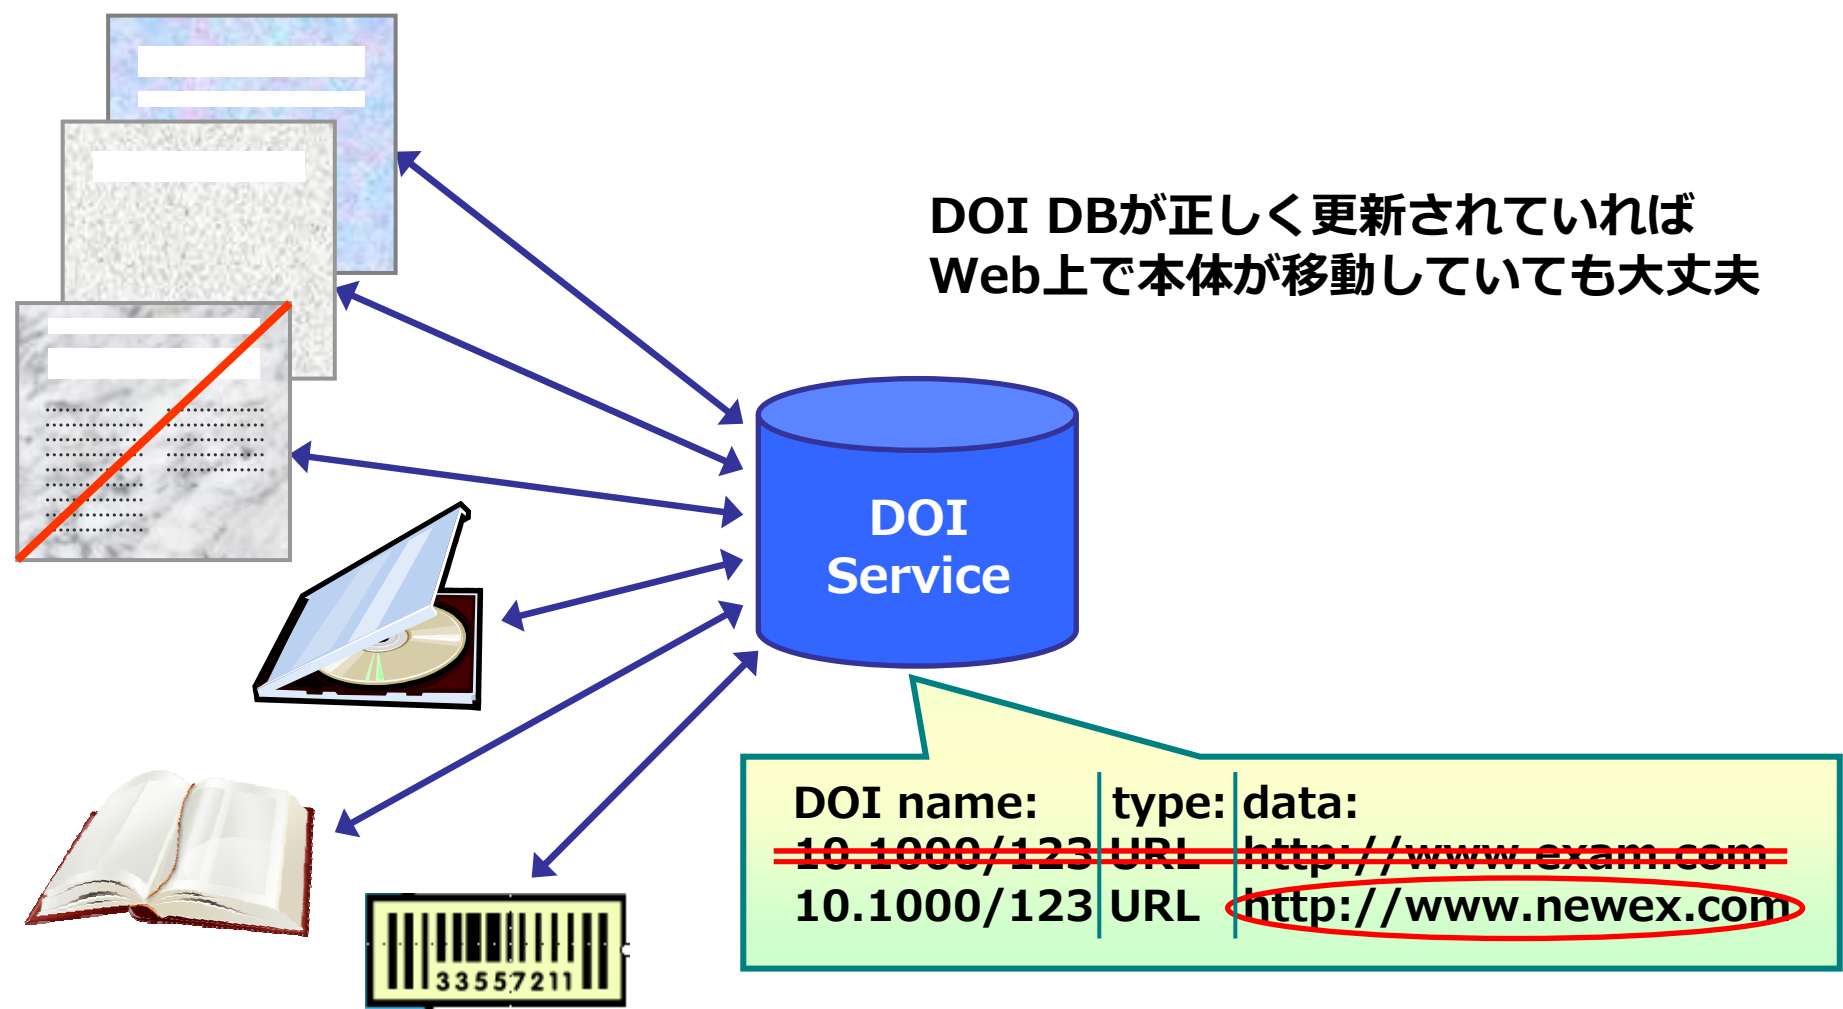 DOI DBが正しく更新されていれば
Web上で本体が移動していても大丈夫
DOI
Service
DOI name: type: data:
10.1000/123 URL http://www.exam.com
10.1000/123 URL http://www.newex.com
33557211